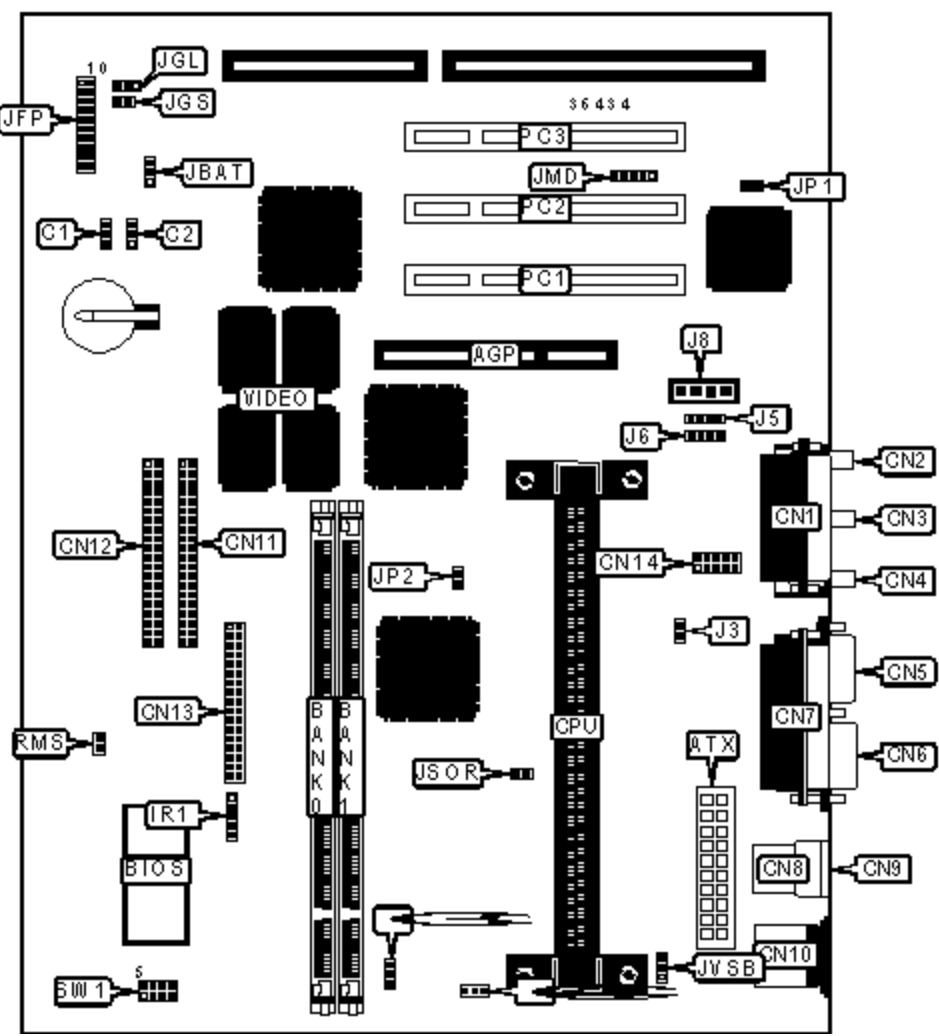 JGL
10
JGS
JFP
36434
PC3
JBAT
JMD
JP1
PC2
C1
C2
PC1
J8
AGP
VIDEO
J5
J6
CN2
CN1
CN3
CN12
CN11
CN14
CN4
JP2
J3
CN5
CN13
BANK0
BANK1
CPU
CN7
RMS
ATX
CN6
JSOR
IR1
BIOS
CN8
CN9
CN10
JVSB
5
SW1